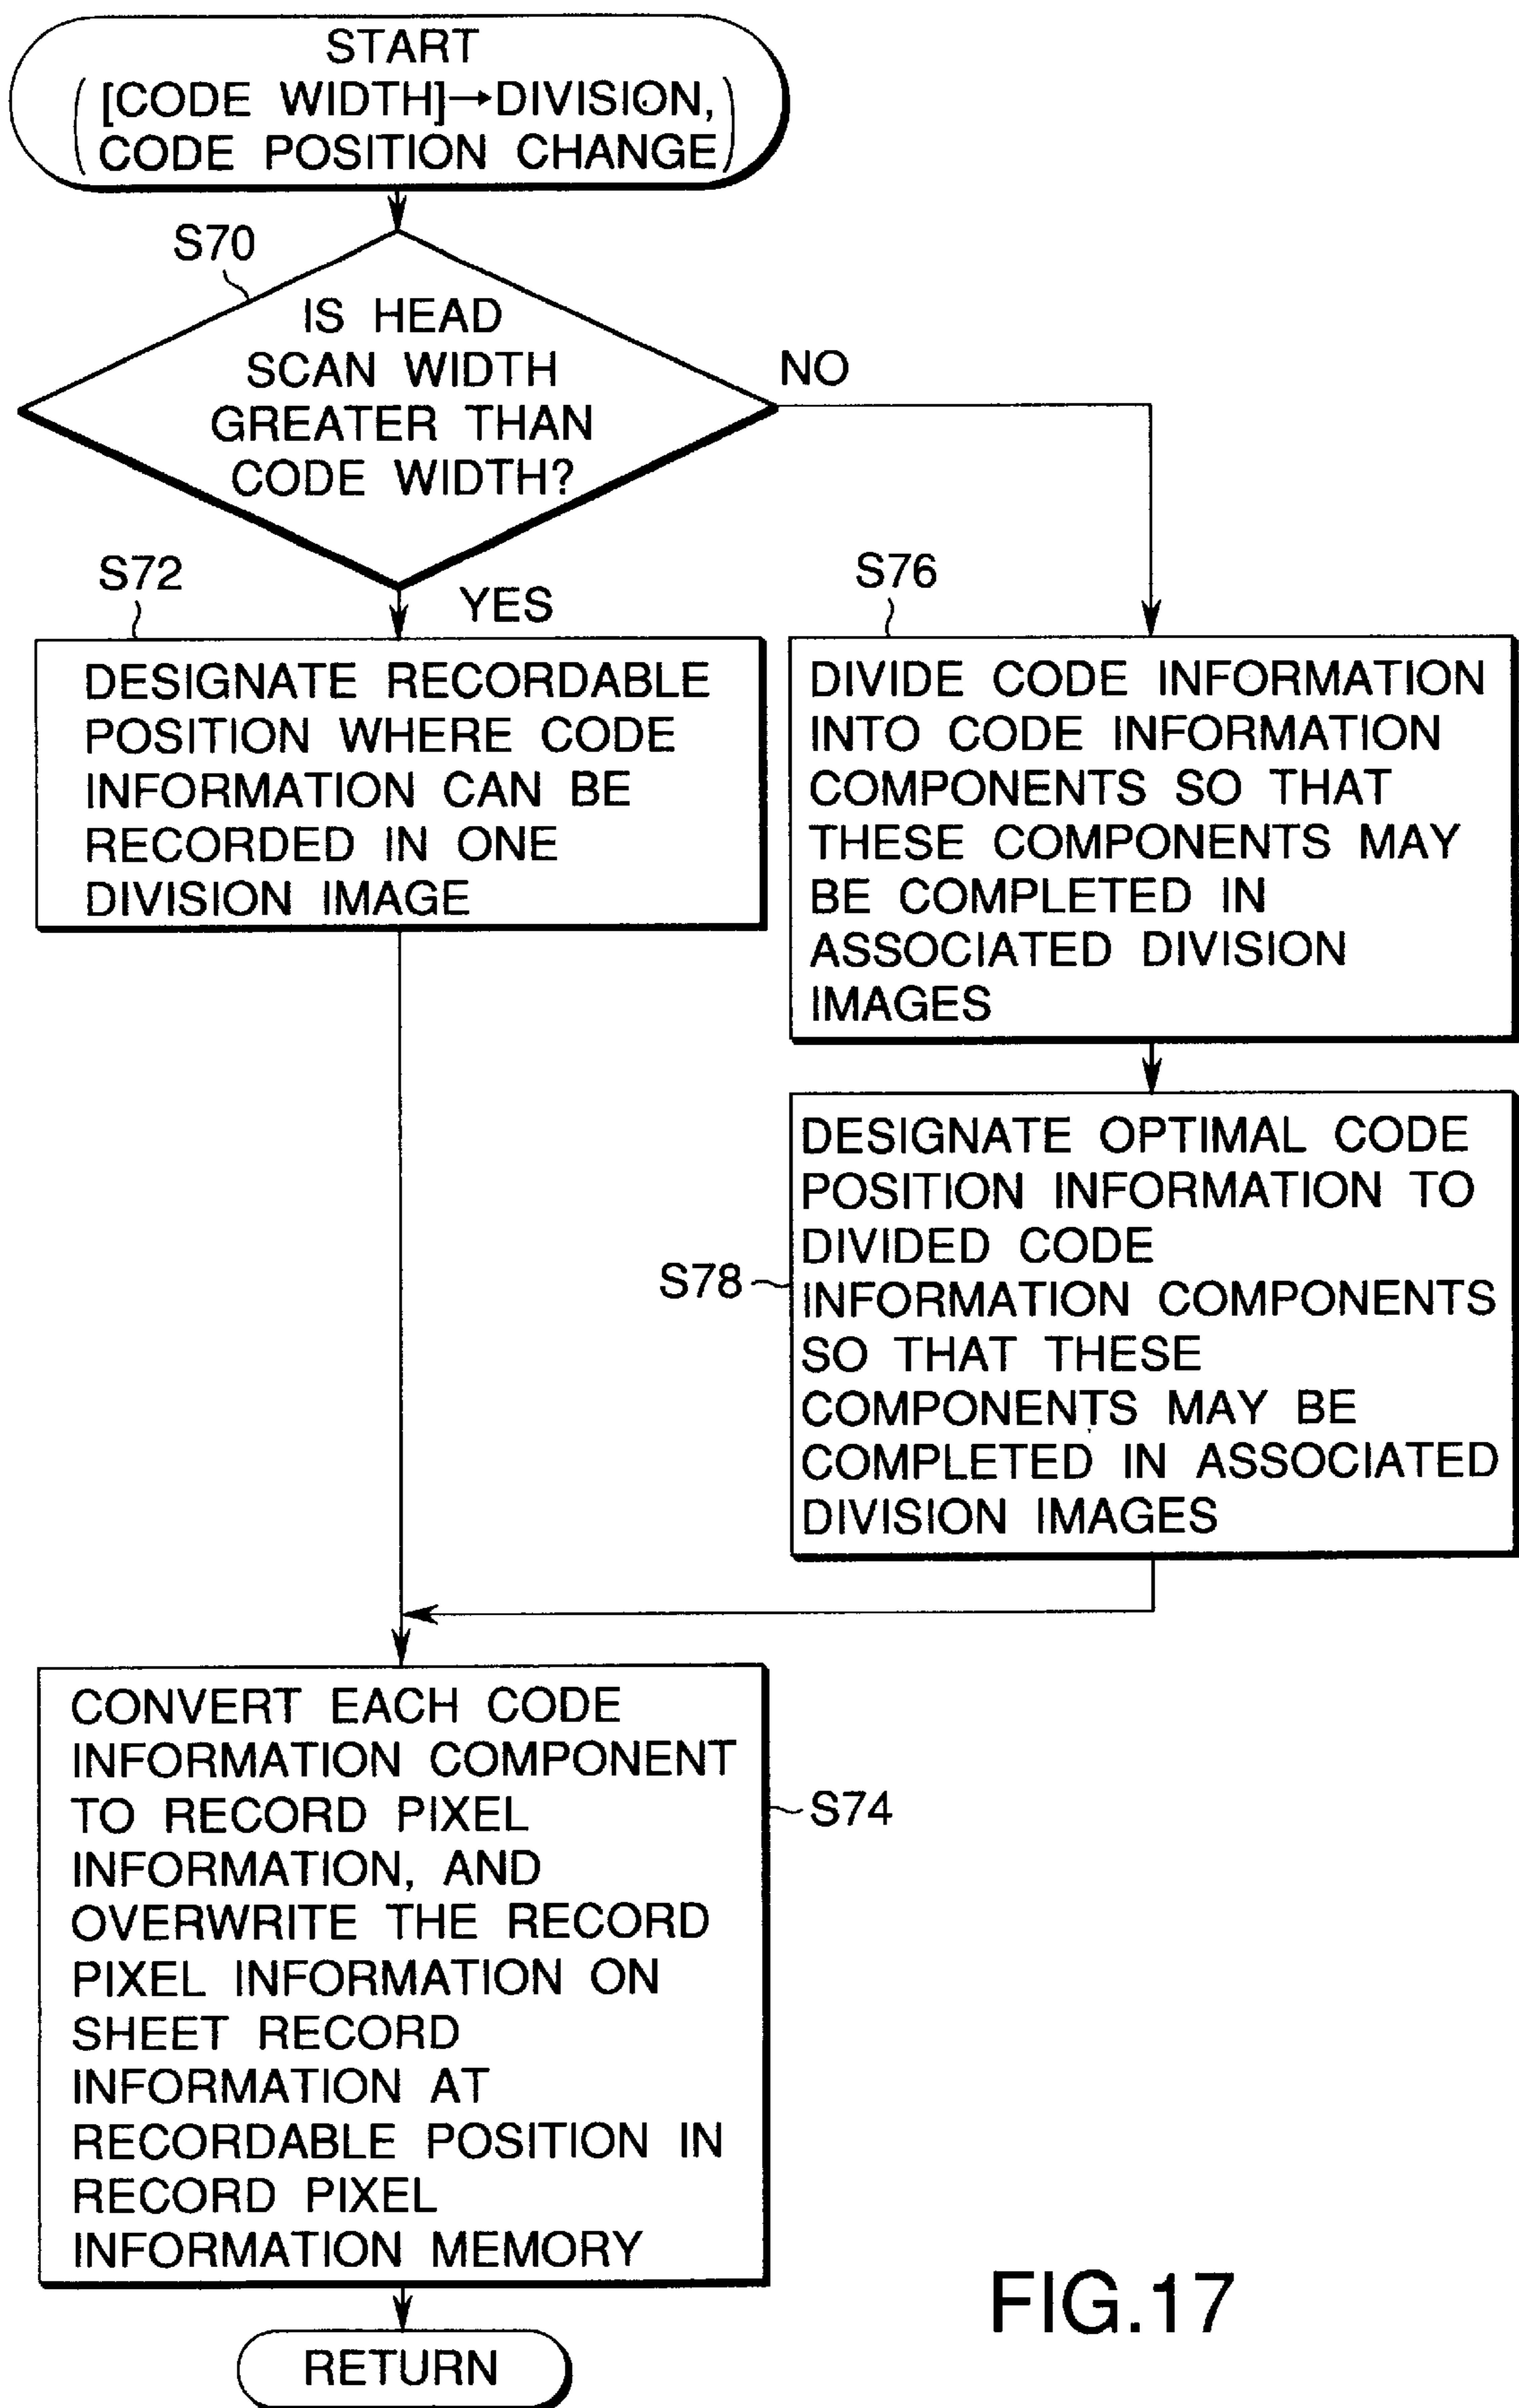 START
([CODE WIDTH]→DIVISION,
CODE POSITION CHANGE)
S70
IS HEAD
SCAN WIDTH
GREATER THAN
CODE WIDTH?
NO
YES
S72
DESIGNATE RECORDABLE
POSITION WHERE CODE
INFORMATION CAN BE
RECORDED IN ONE
DIVISION IMAGE
S76
DIVIDE CODE INFORMATION
INTO CODE INFORMATION
COMPONENTS SO THAT
THESE COMPONENTS MAY
BE COMPLETED IN
ASSOCIATED DIVISION
IMAGES
S78
DESIGNATE OPTIMAL CODE
POSITION INFORMATION TO
DIVIDED CODE
INFORMATION COMPONENTS
SO THAT THESE
COMPONENTS MAY BE
COMPLETED IN ASSOCIATED
DIVISION IMAGES
CONVERT EACH CODE
INFORMATION COMPONENT
TO RECORD PIXEL
INFORMATION, AND
OVERWRITE THE RECORD
PIXEL INFORMATION ON
SHEET RECORD
INFORMATION AT
RECORDABLE POSITION IN
RECORD PIXEL
INFORMATION MEMORY
S74
RETURN
FIG.17